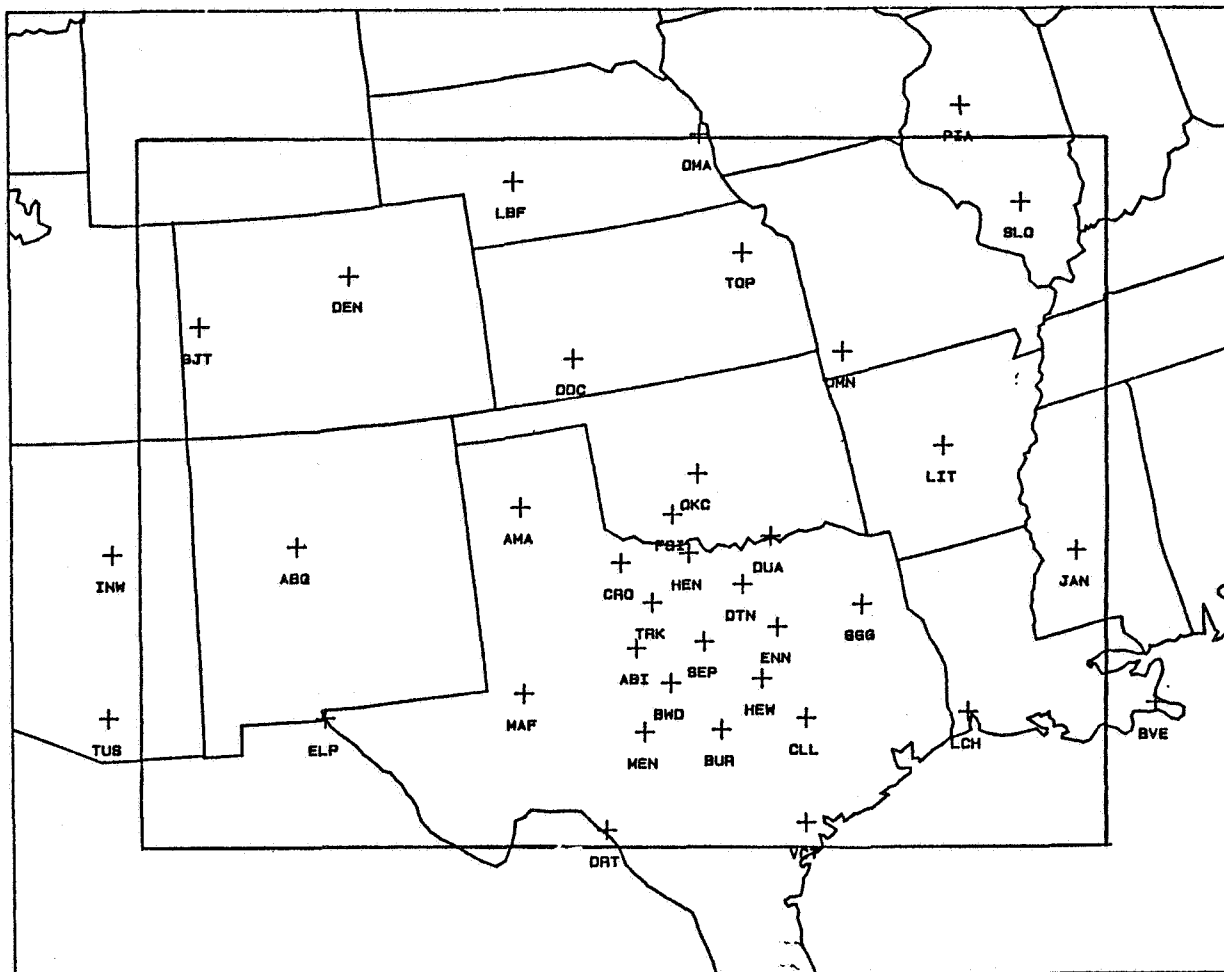 PIA
OMA
LBF
SLO
TOP
DEN
GJT
DDC
UMN
LIT
OKC
AMA
FSI
DUA
JAN
INW
ABQ
HEN
CRO
DTN
TRK
GGG
ENN
SEP
ABI
BWD
HEW
MAF
TUS
ELP
MEN
BUR
CLL
LCH
BVE
DRT
VCT